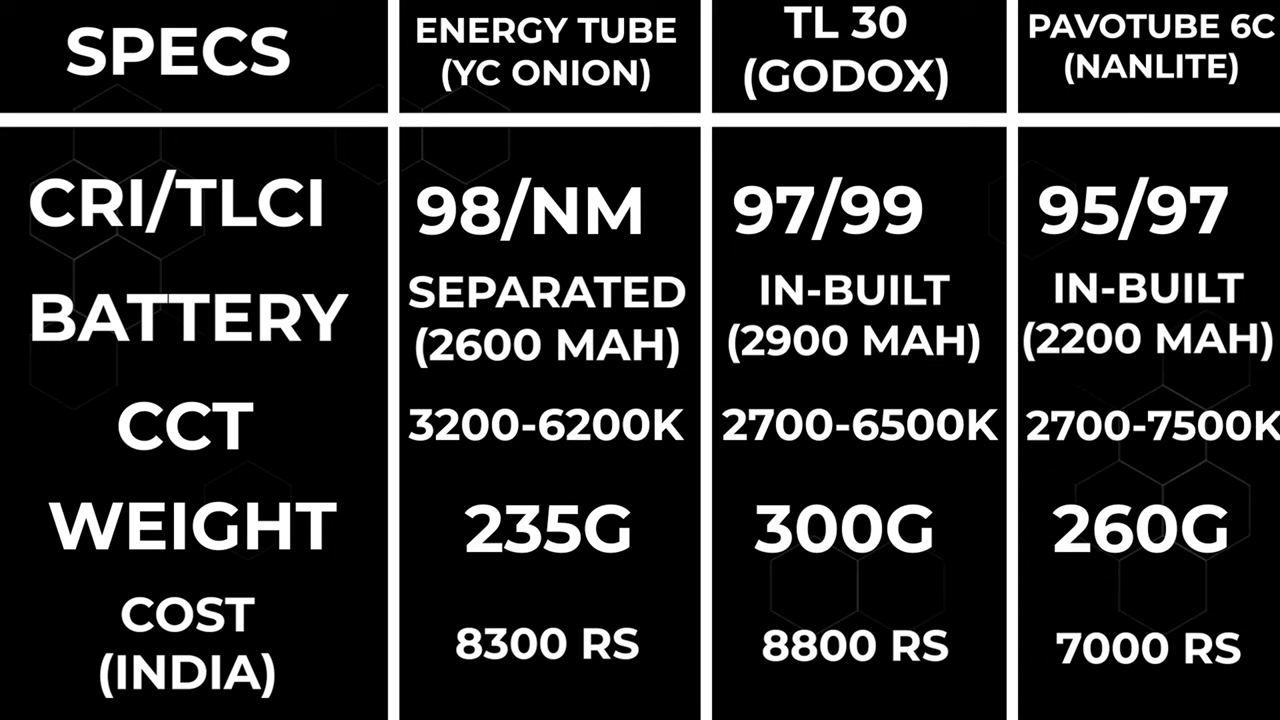 SPECS
ENERGY TUBE
(YC ONION)
TL 30
(GODOX)
PAVOTUBE 6C
(NANLITE)
CRI/TLCI
98/NM
97/99
95/97
BATTERY
SEPARATED
(2600 MAH)
IN-BUILT
(2900 MAH)
IN-BUILT
(2200 MAH)
CCT
3200-6200K
2700-6500K
2700-7500K
WEIGHT
235G
300G
260G
COST
(INDIA)
8300 RS
8800 RS
7000 RS